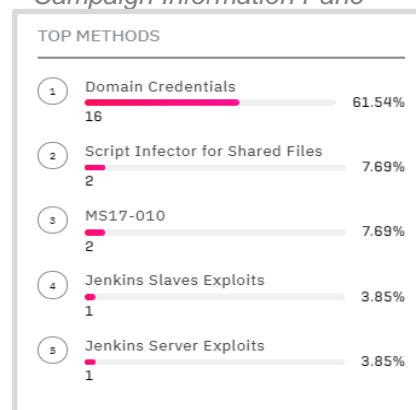 Campaign Information Pane
TOP METHODS
1 Domain Credentials
61.54%
16
2 Script Infector for Shared Files
7.69%
2
3 MS17-010
7.69%
2
4 Jenkins Slaves Exploits
3.85%
1
5 Jenkins Server Exploits
3.85%
1